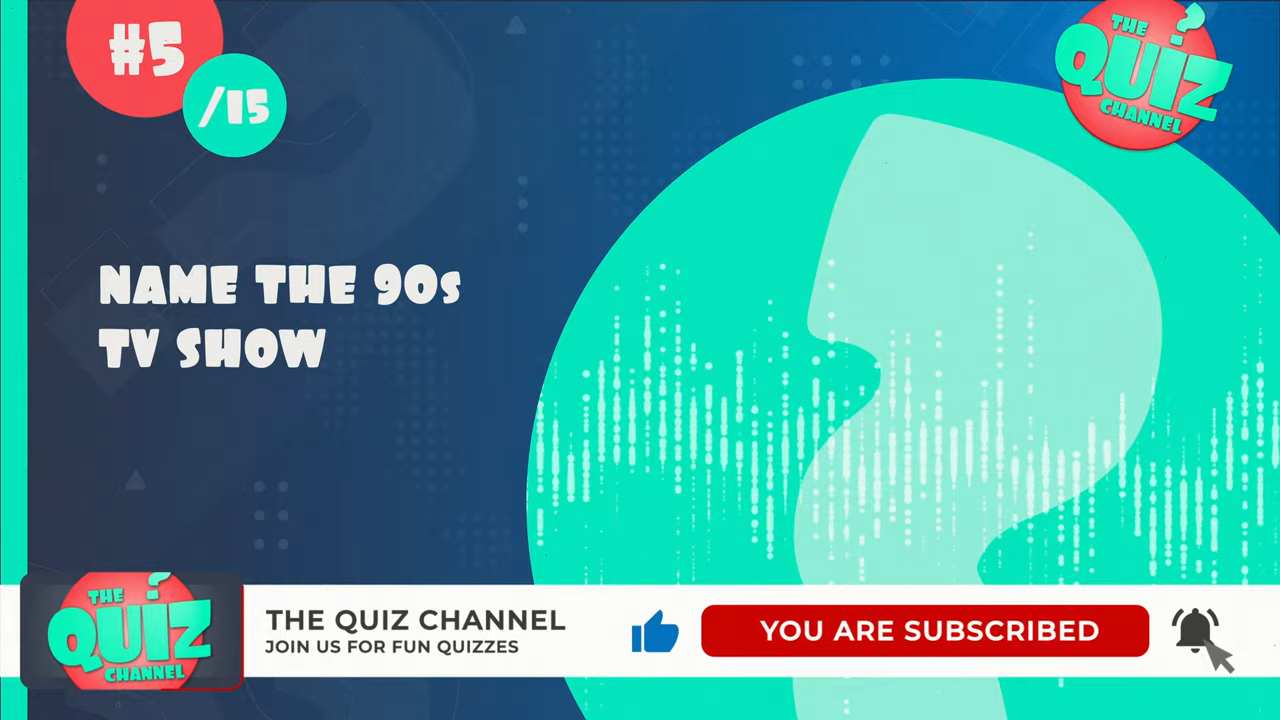 #5
/15
THE
QUIZ
CHANNEL
NAME THE 90s
TV SHOW
THE
QUIZ
CHANNEL
THE QUIZ CHANNEL
JOIN US FOR FUN QUIZZES
YOU ARE SUBSCRIBED